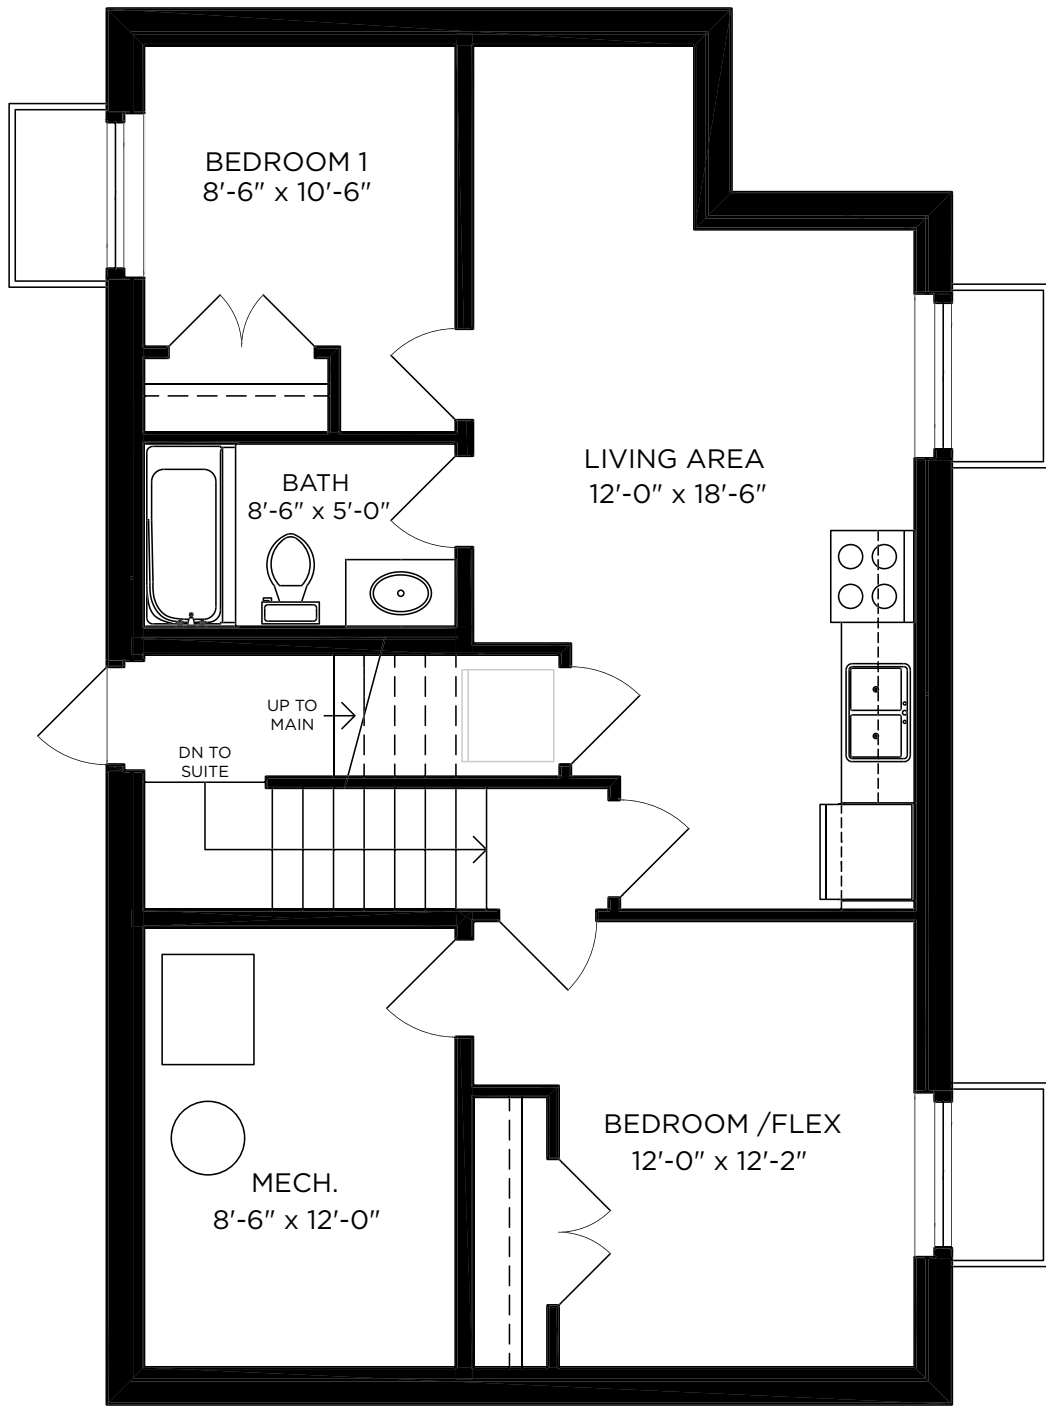 BEDROOM 1
8'-6" x 10'-6"
LIVING AREA
12'-0" x 18'-6"
BATH
8'-6" x 5'-0"
UP TO
MAIN
DN TO
SUITE
BEDROOM /FLEX
12'-0" x 12'-2"
MECH.
8'-6" x 12'-0"